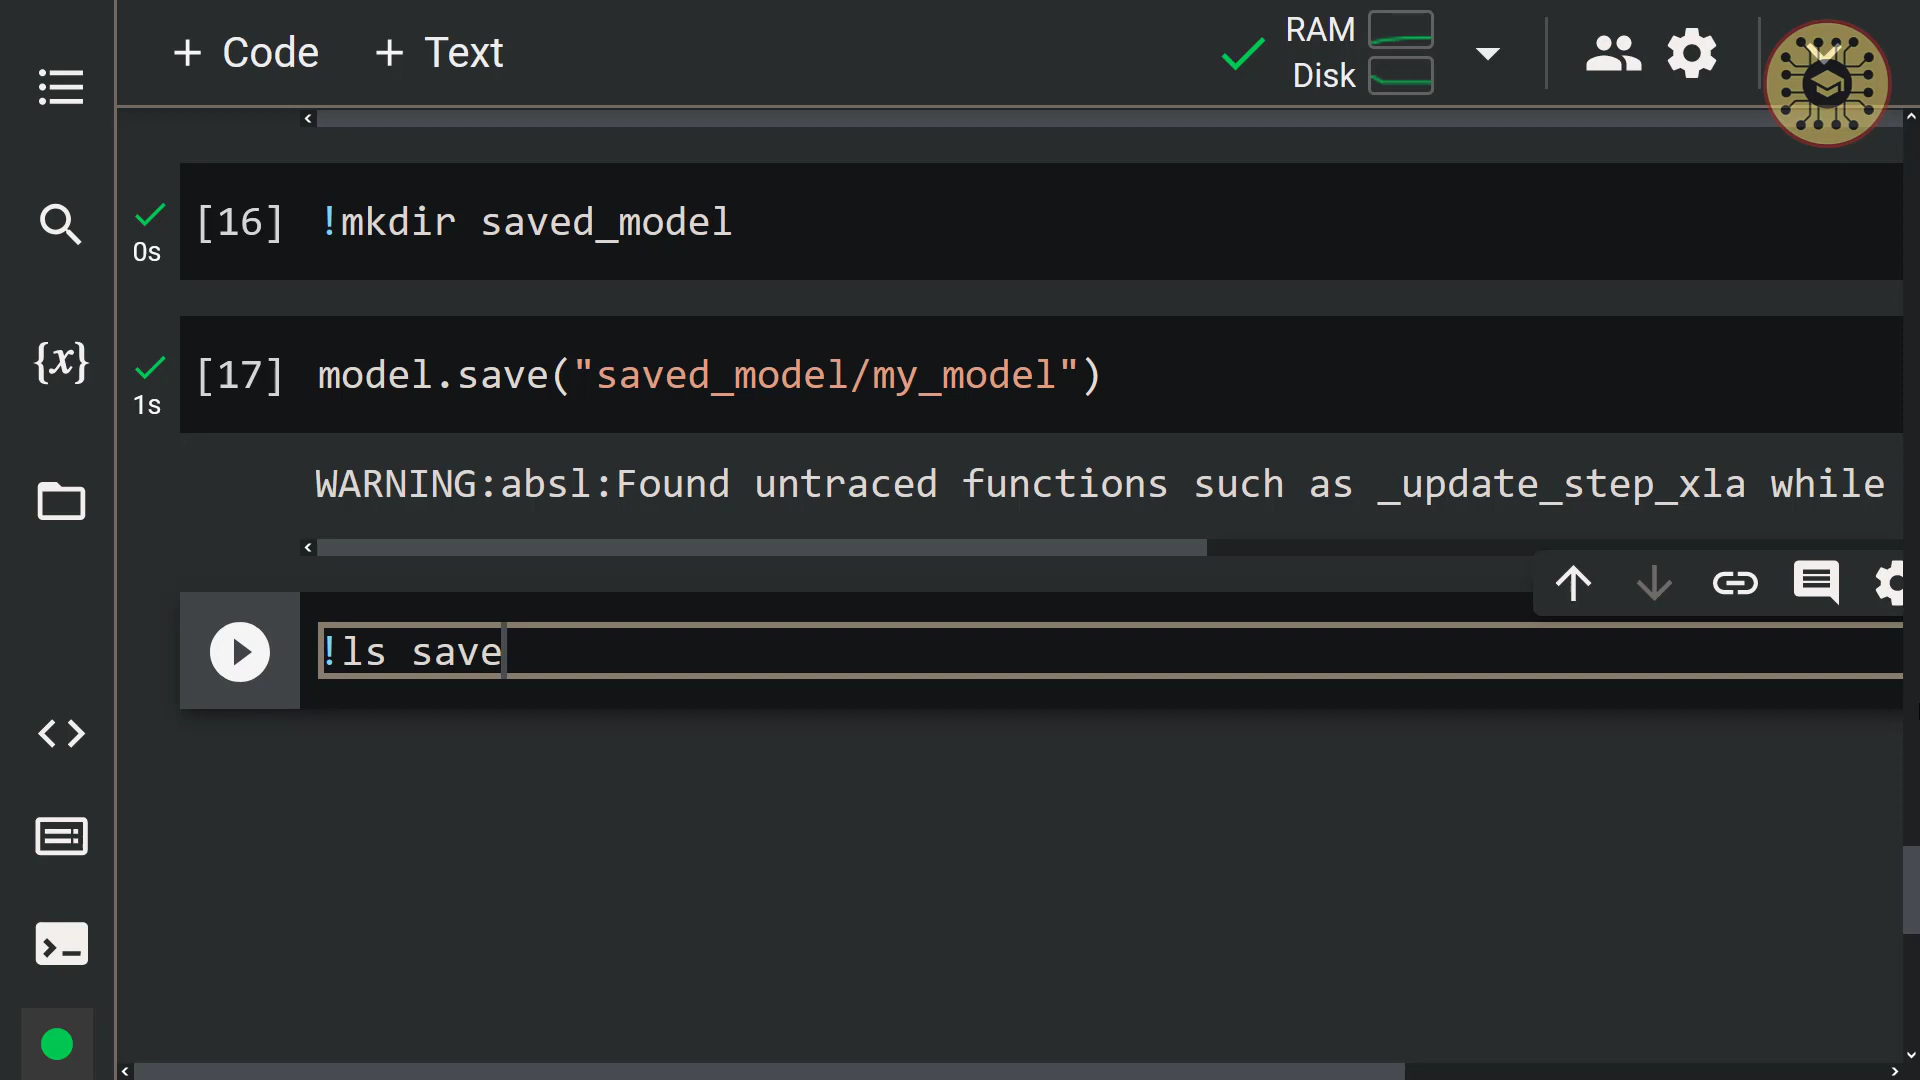 + Code + Text
RAM
Disk
[16] !mkdir saved_model
0s
[17] model.save("saved_model/my_model")
1s
WARNING:absl:Found untraced functions such as _update_step_xla while
!ls save
{x}